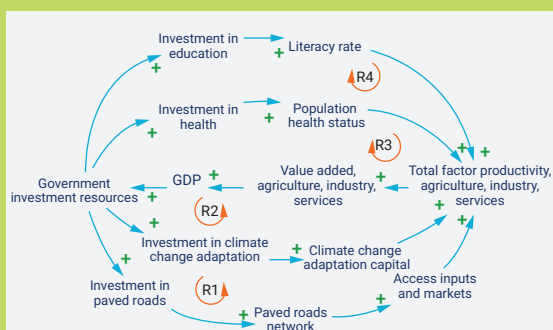 Investment in
education
Literacy rate
+
+
R4
Investment in
health
Population
health status
+
+
R3
+
+
Government
investment resources
GDP
+
Value added,
agriculture, industry,
services
+
Total factor productivity,
agriculture, industry,
services
+
R2
+
+
+
Investment in climate
change adaptation
+
Climate change
adaptation capital
+
R1
Investment in
paved roads
Access inputs
and markets
+
+
Paved roads
network